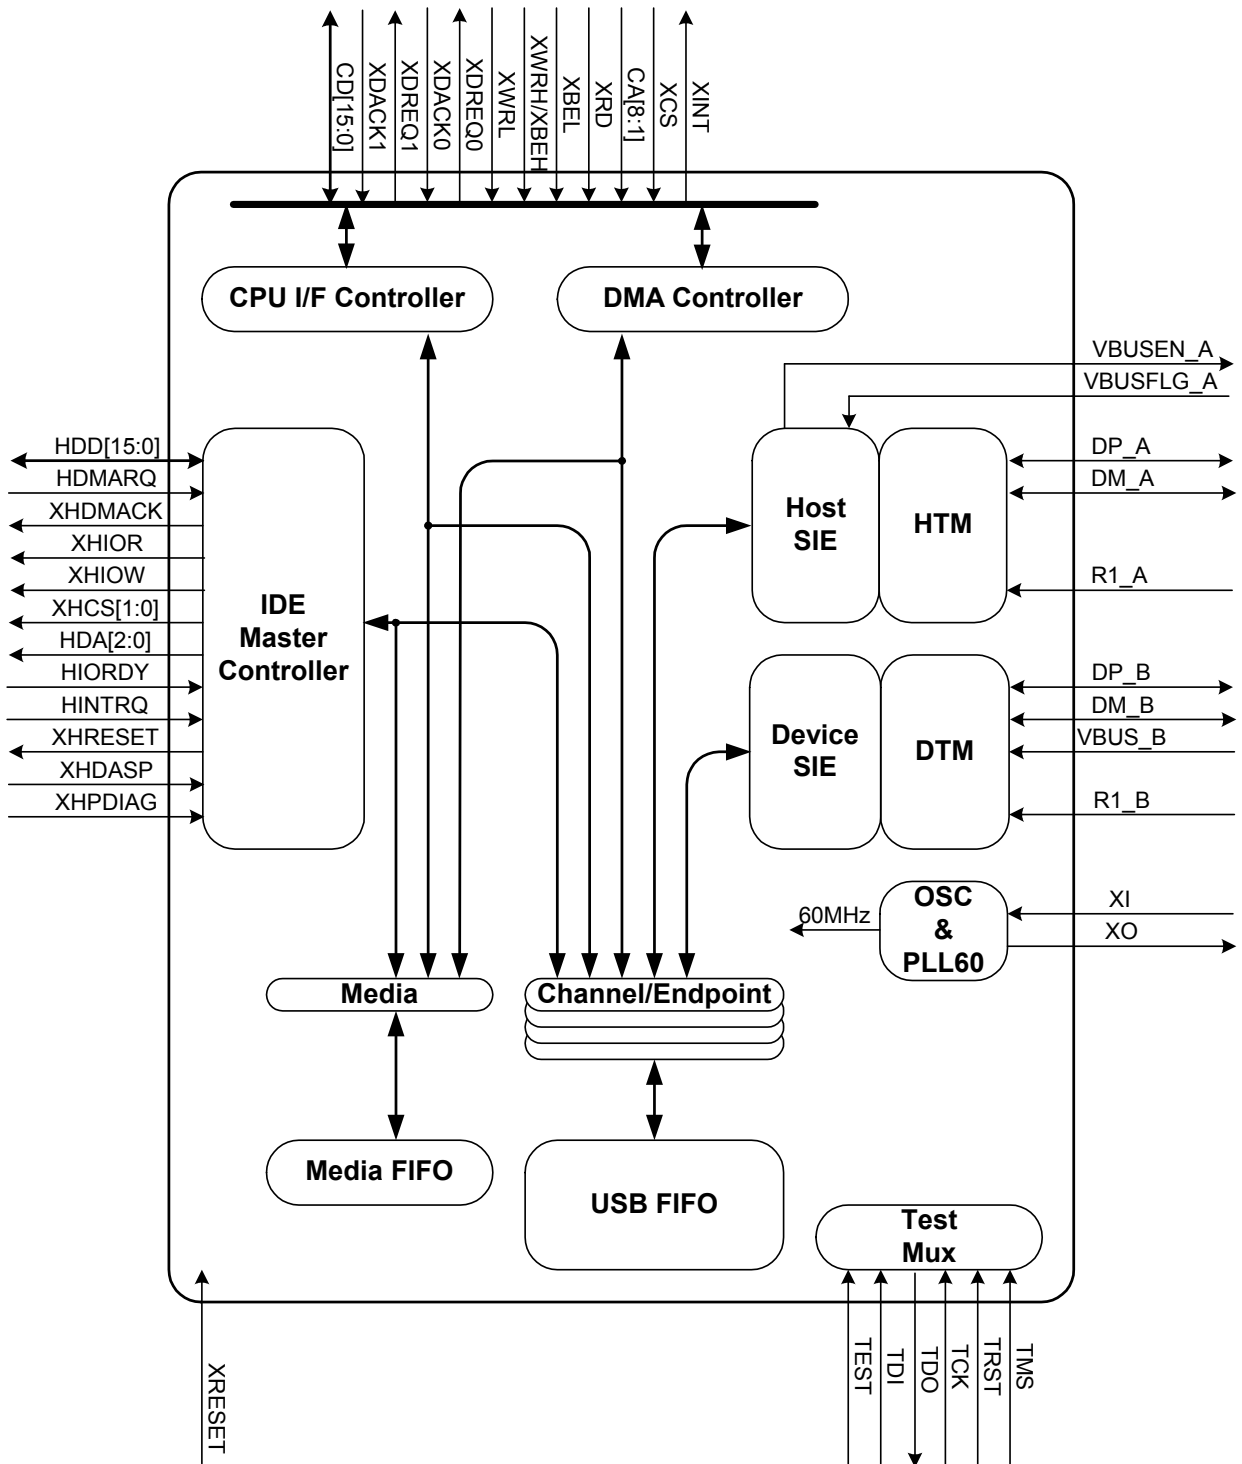 CD[15:0]
XDACK1
XDREQ1
XDACK0
XDREQ0
XWRL
XWRH/XBEH
XBEL
XRD
CA[8:1]
XCS
XINT
CPU I/F Controller
DMA Controller
VBUSEN_A
VBUSFLG_A
HDD[15:0]
HDMARQ
XHDMACK
XHIOR
XHIOW
XHCS[1:0]
HDA[2:0]
HIORDY
HINTRQ
XHRESET
XHDASP
XHPDIAG
IDE
Master
Controller
Host
SIE
HTM
DP_A
DM_A
R1_A
Device
SIE
DTM
DP_B
DM_B
VBUS_B
R1_B
60MHz
OSC
&
PLL60
XI
XO
Media
Channel/Endpoint
Media FIFO
USB FIFO
Test
Mux
XRESET
TEST
TDI
TDO
TCK
TRST
TMS